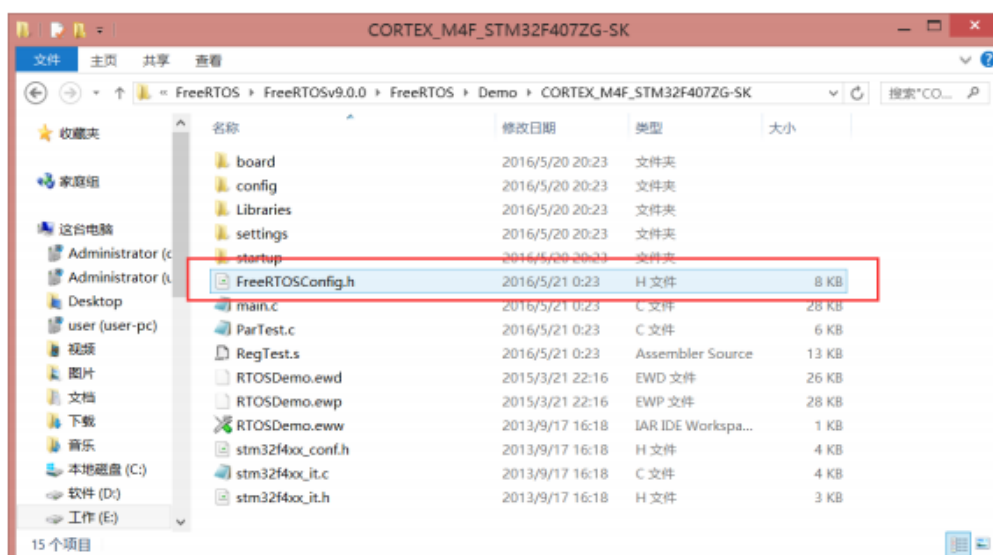 CORTEX_M4F_STM32F407ZG-SK
文件 主页 共享 查看
« FreeRTOS ▸ FreeRTOSv9.0.0 ▸ FreeRTOS ▸ Demo ▸ CORTEX_M4F_STM32F407ZG-SK 搜索"CO...
收藏夹
家庭组
这台电脑
Administrator (c
Administrator (u
Desktop
user (user-pc)
视频
图片
文档
下载
音乐
本地磁盘 (C:)
软件 (D:)
工作 (E:)
名称 修改日期 类型 大小
board 2016/5/20 20:23 文件夹
config 2016/5/20 20:23 文件夹
Libraries 2016/5/20 20:23 文件夹
settings 2016/5/20 20:23 文件夹
startup 2016/5/20 20:23 文件夹
FreeRTOSConfig.h 2016/5/21 0:23 H 文件 8 KB
main.c 2016/5/21 0:23 C 文件 28 KB
ParTest.c 2016/5/21 0:23 C 文件 6 KB
RegTest.s 2016/5/21 0:23 Assembler Source 13 KB
RTOSDemo.ewd 2015/3/21 22:16 EWD 文件 26 KB
RTOSDemo.ewp 2015/3/21 22:16 EWP 文件 28 KB
RTOSDemo.eww 2013/9/17 16:18 IAR IDE Workspa... 1 KB
stm32f4xx_conf.h 2013/9/17 16:18 H 文件 4 KB
stm32f4xx_it.c 2013/9/17 16:18 C 文件 4 KB
stm32f4xx_it.h 2013/9/17 16:18 H 文件 3 KB
15 个项目